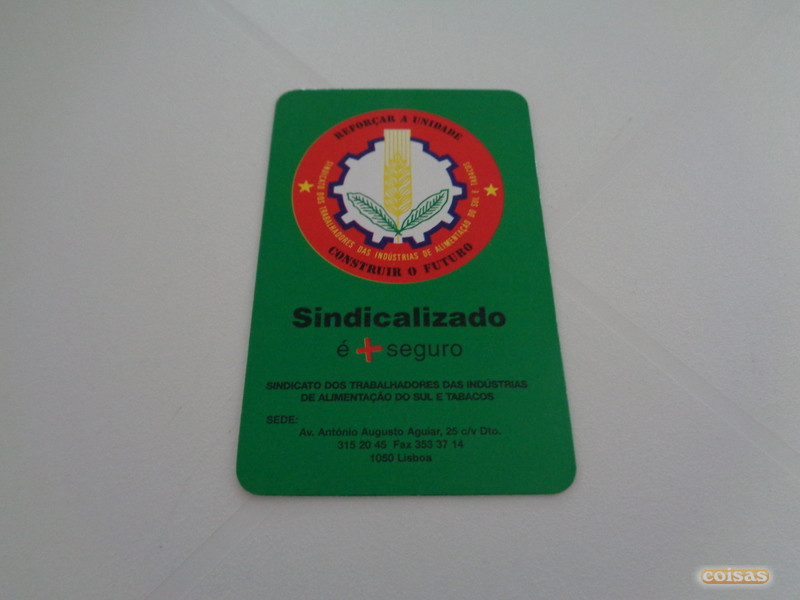 REFORÇAR A UNIDADE
SINDICATO DOS TRABALHADORES DAS INDÚSTRIAS DE ALIMENTAÇÃO DO SUL E TABACOS
CONSTRUIR O FUTURO
Sindicalizado
é + seguro
SINDICATO DOS TRABALHADORES DAS INDÚSTRIAS
DE ALIMENTAÇÃO DO SUL E TABACOS
SEDE:
Av. António Augusto Aguiar, 25 c/v Dto.
315 20 45 Fax 353 37 14
1050 Lisboa
coisas